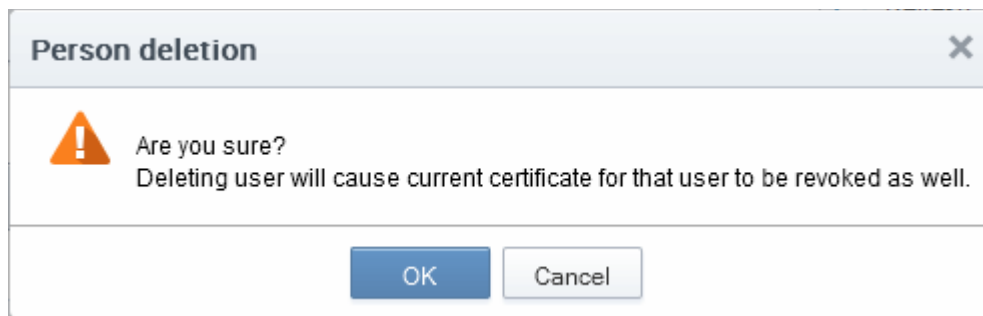 Person deletion
Are you sure?
Deleting user will cause current certificate for that user to be revoked as well.
OK
Cancel